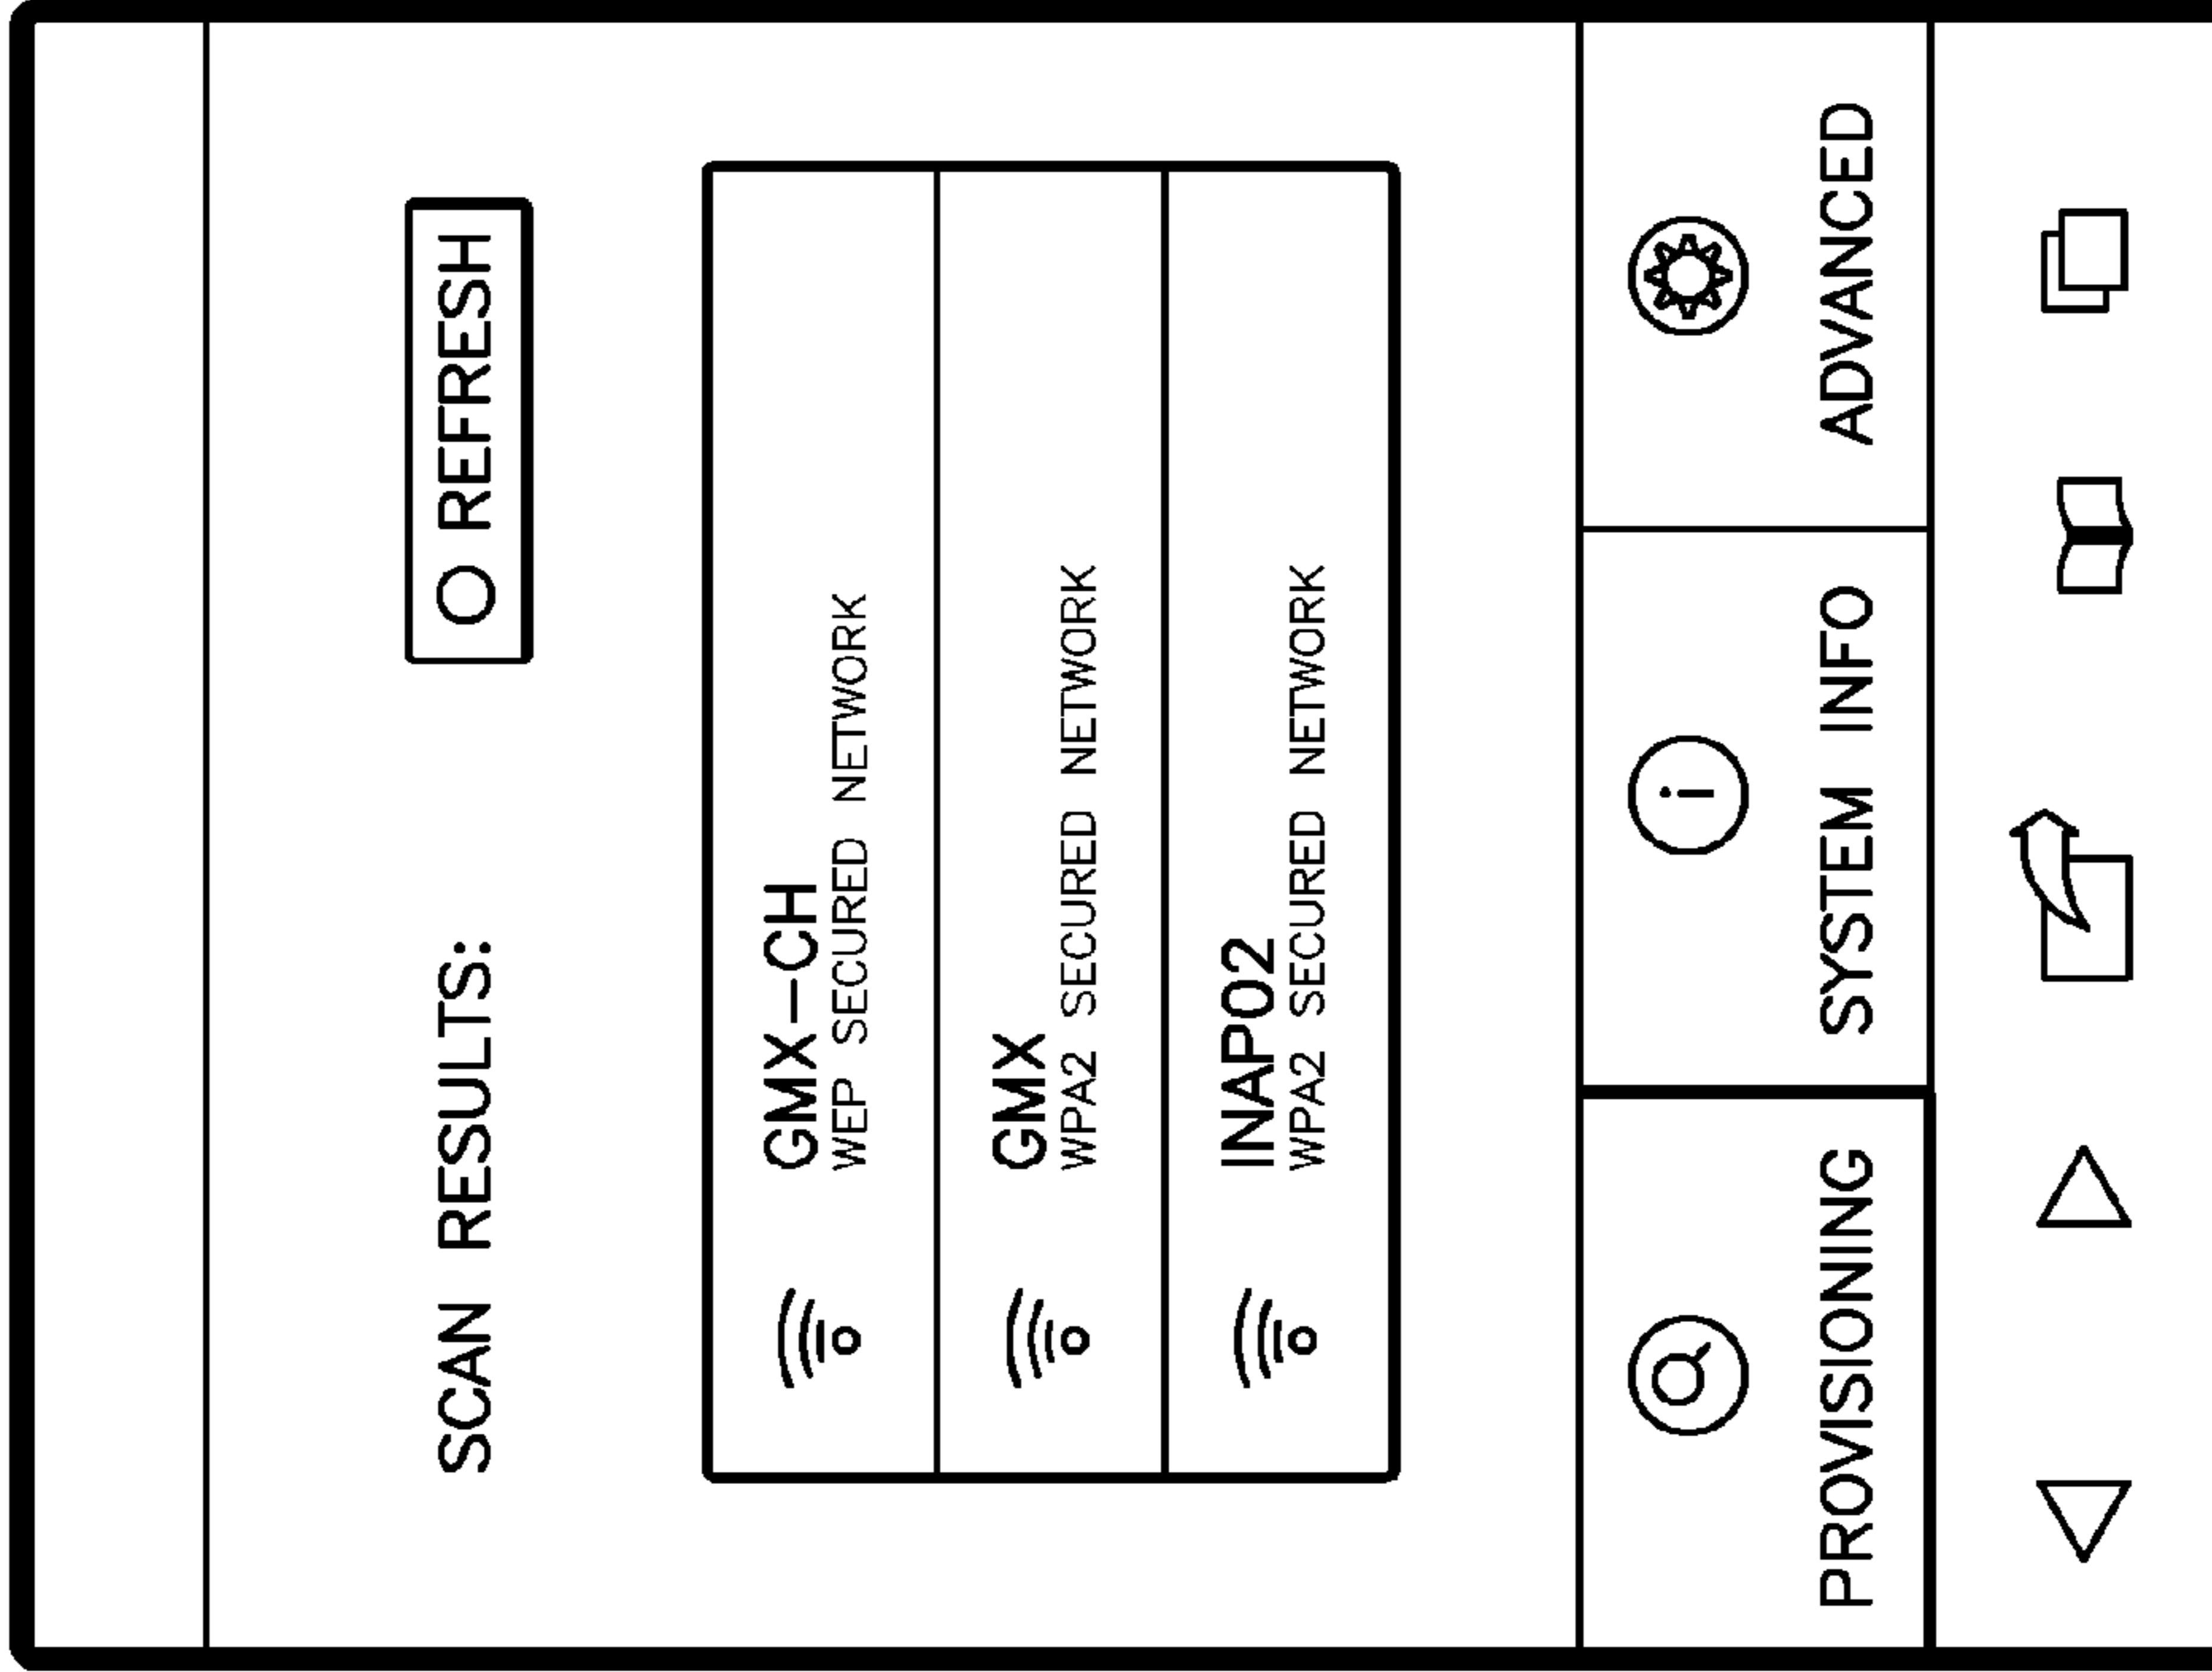 SCAN RESULTS: REFRESH
GMX-CH
WEP SECURED NETWORK
GMX
WPA2 SECURED NETWORK
INAP02
WPA2 SECURED NETWORK
PROVISIONING SYSTEM INFO ADVANCED